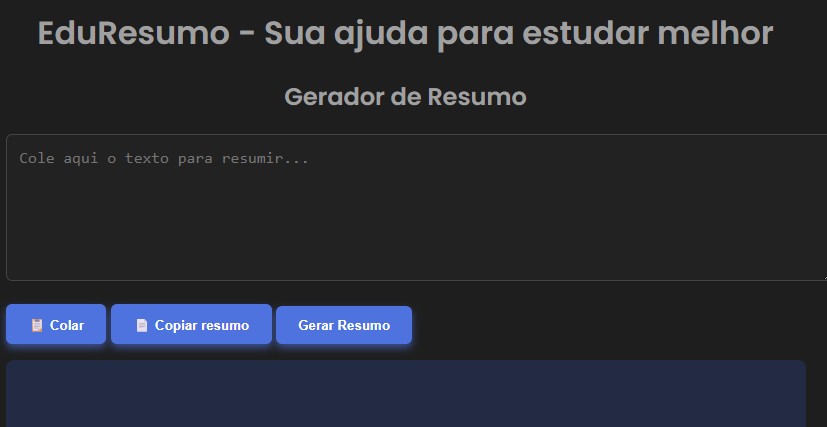 EduResumo - Sua ajuda para estudar melhor
Gerador de Resumo
Cole aqui o texto para resumir...
Colar
Copiar resumo
Gerar Resumo